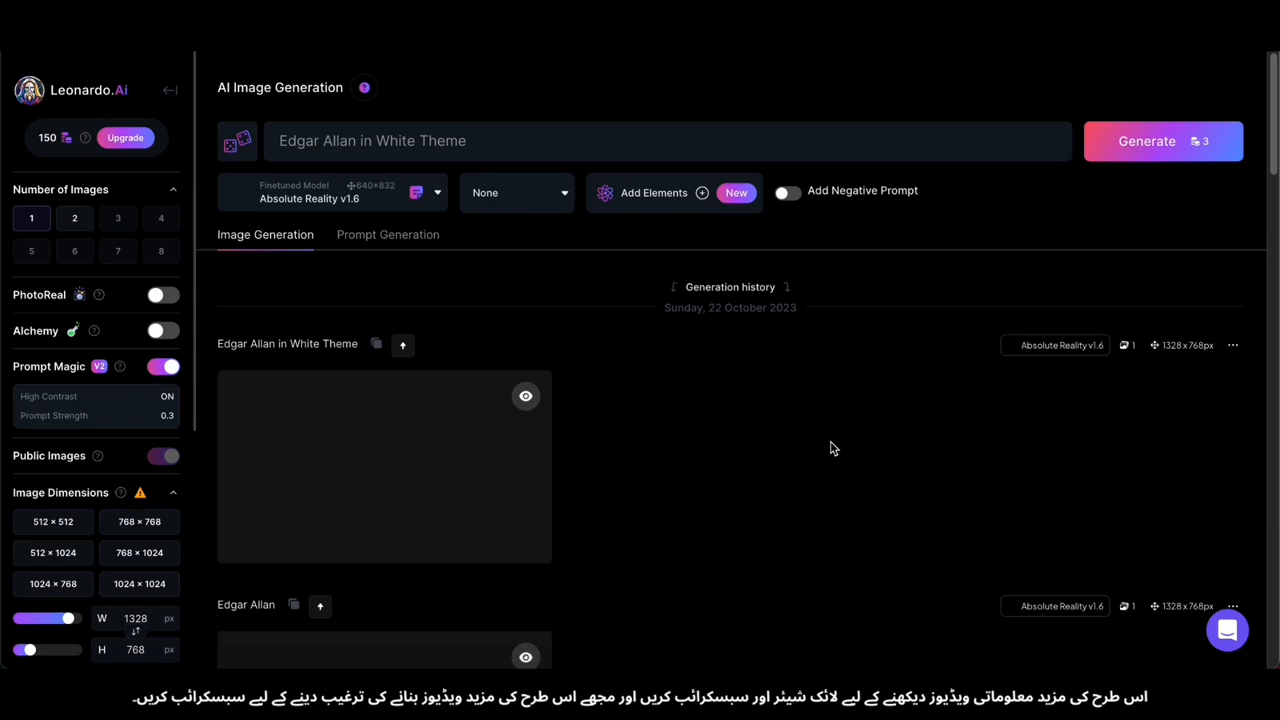 Leonardo.Ai
150
Upgrade
Number of Images
1 2 3 4
5 6 7 8
PhotoReal
Alchemy
Prompt Magic V2
High Contrast ON
Prompt Strength 0.3
Public Images
Image Dimensions
512 × 512 768 × 768
512 × 1024 768 × 1024
1024 × 768 1024 × 1024
W 1328 px
H 768 px
AI Image Generation
Edgar Allan in White Theme
Generate 3
Finetuned Model 640×832
Absolute Reality v1.6
None
Add Elements New
Add Negative Prompt
Image Generation Prompt Generation
Generation history
Sunday, 22 October 2023
Edgar Allan in White Theme Absolute Reality v1.6 1 1328 x 768px
Edgar Allan Absolute Reality v1.6 1 1328 x 768px
اس طرح کی مزید معلوماتی ویڈیوز دیکھنے کے لیے لائک شیئر اور سبسکرائب کریں اور مجھے اس طرح کی مزید ویڈیوز بنانے کی ترغیب دینے کے لیے سبسکرائب کریں۔